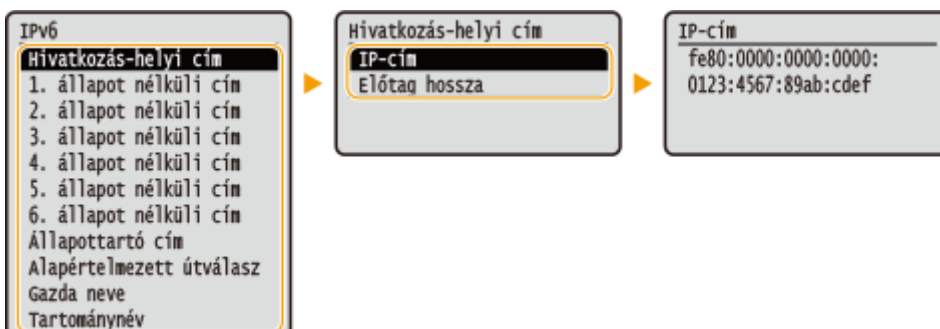 IPv6
Hivatkozás-helyi cím
1. állapot nélküli cím
2. állapot nélküli cím
3. állapot nélküli cím
4. állapot nélküli cím
5. állapot nélküli cím
6. állapot nélküli cím
Állapottartó cím
Alapértelmezett útválasz
Gazda neve
Tartománynév
Hivatkozás-helyi cím
IP-cím
Előtag hossza
IP-cím
fe80:0000:0000:0000:
0123:4567:89ab:cdef